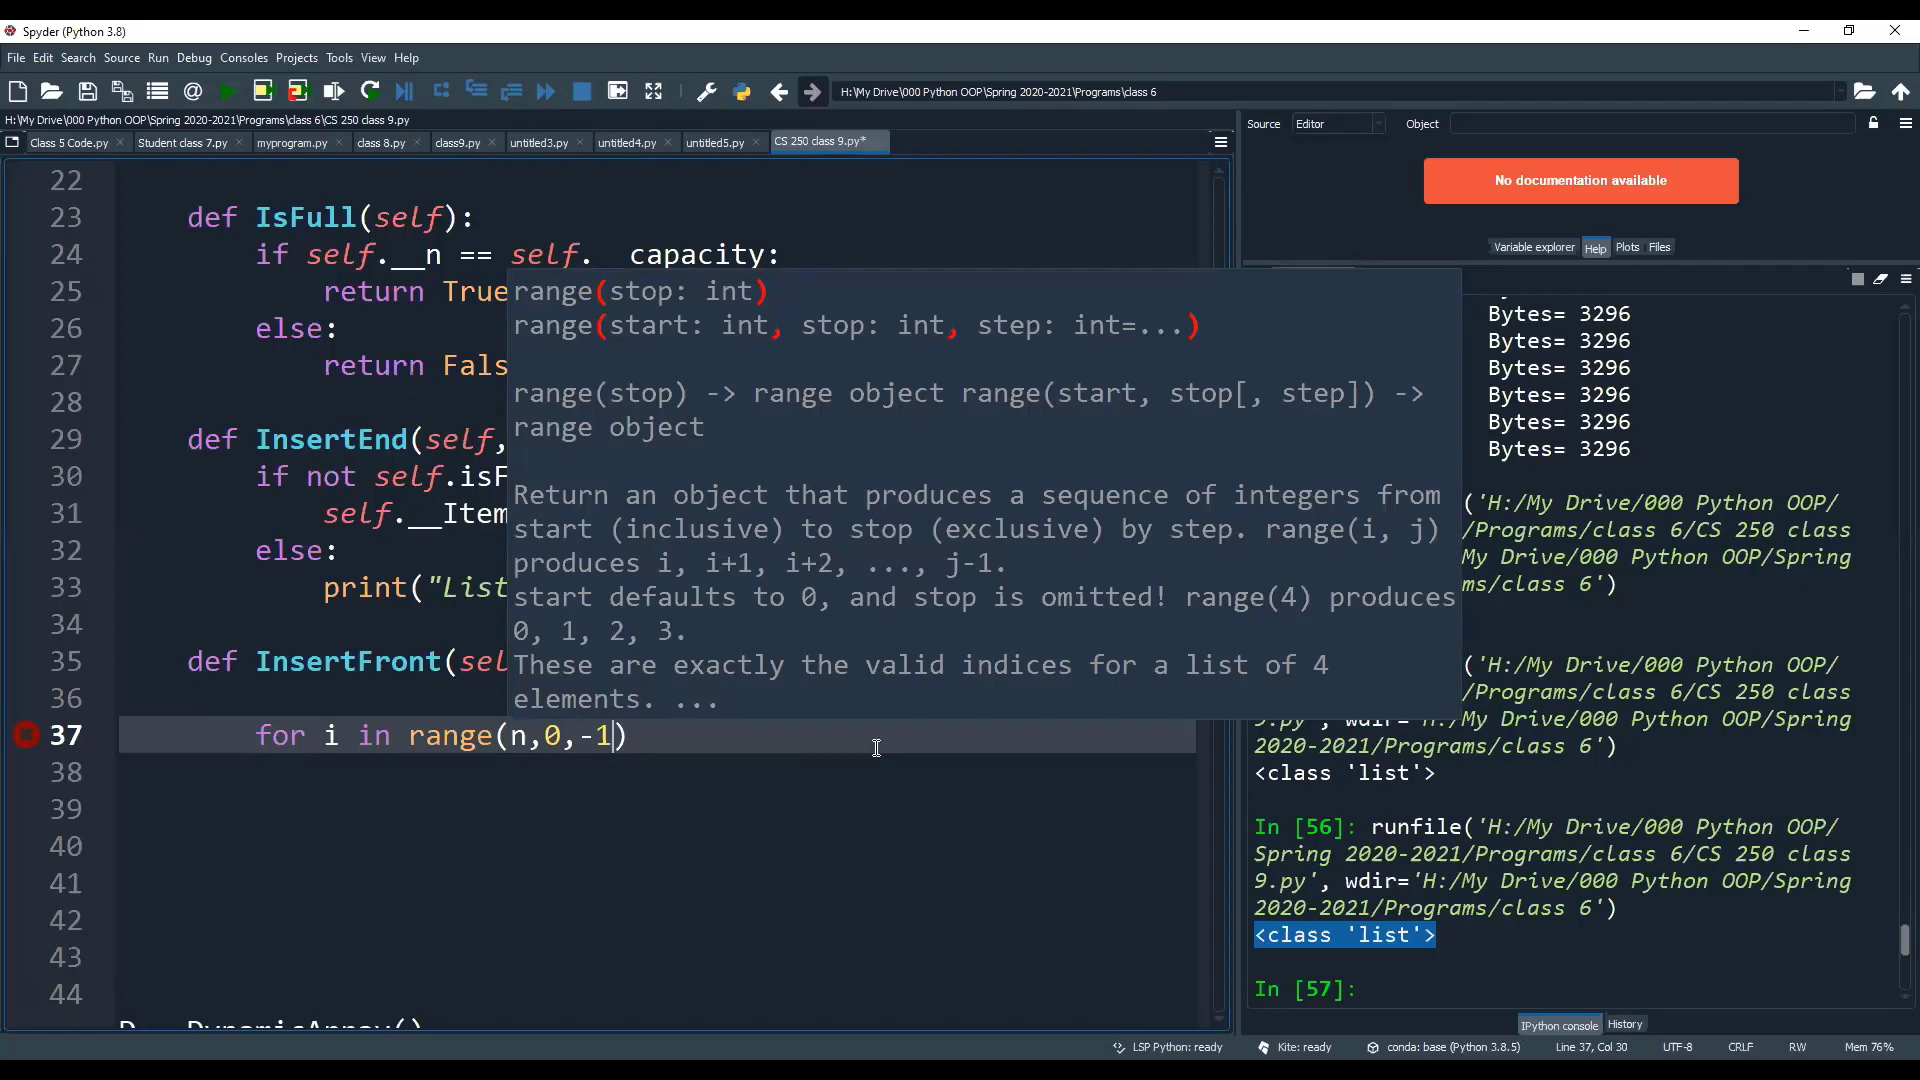 Spyder (Python 3.8)
File Edit Search Source Run Debug Consoles Projects Tools View Help
H:\My Drive\000 Python OOP\Spring 2020-2021\Programs\class 6
H:\My Drive\000 Python OOP\Spring 2020-2021\Programs\class 6\CS 250 class 9.py
Class 5 Code.py Student class 7.py myprogram.py class 8.py class9.py untitled3.py untitled4.py untitled5.py CS 250 class 9.py*
22
23 def IsFull(self):
24 if self.__n == self.__capacity:
25 return True
26 else:
27 return Fals
28
29 def InsertEnd(self,
30 if not self.isF
31 self.__Item
32 else:
33 print("List
34
35 def InsertFront(sel
36
37 for i in range(n,0,-1)
38
39
40
41
42
43
44
range(stop: int)
range(start: int, stop: int, step: int=...)
range(stop) -> range object range(start, stop[, step]) ->
range object
Return an object that produces a sequence of integers from
start (inclusive) to stop (exclusive) by step. range(i, j)
produces i, i+1, i+2, ..., j-1.
start defaults to 0, and stop is omitted! range(4) produces
0, 1, 2, 3.
These are exactly the valid indices for a list of 4
elements. ...
Source Editor Object
No documentation available
Variable explorer Help Plots Files
Bytes= 3296
Bytes= 3296
Bytes= 3296
Bytes= 3296
Bytes= 3296
Bytes= 3296
('H:/My Drive/000 Python OOP/
/Programs/class 6/CS 250 class
My Drive/000 Python OOP/Spring
ms/class 6')
('H:/My Drive/000 Python OOP/
/Programs/class 6/CS 250 class
9.py', wdir='H:/My Drive/000 Python OOP/Spring
2020-2021/Programs/class 6')
<class 'list'>
In [56]: runfile('H:/My Drive/000 Python OOP/
Spring 2020-2021/Programs/class 6/CS 250 class
9.py', wdir='H:/My Drive/000 Python OOP/Spring
2020-2021/Programs/class 6')
<class 'list'>
In [57]:
IPython console History
LSP Python: ready Kite: ready conda: base (Python 3.8.5) Line 37, Col 30 UTF-8 CRLF RW Mem 76%